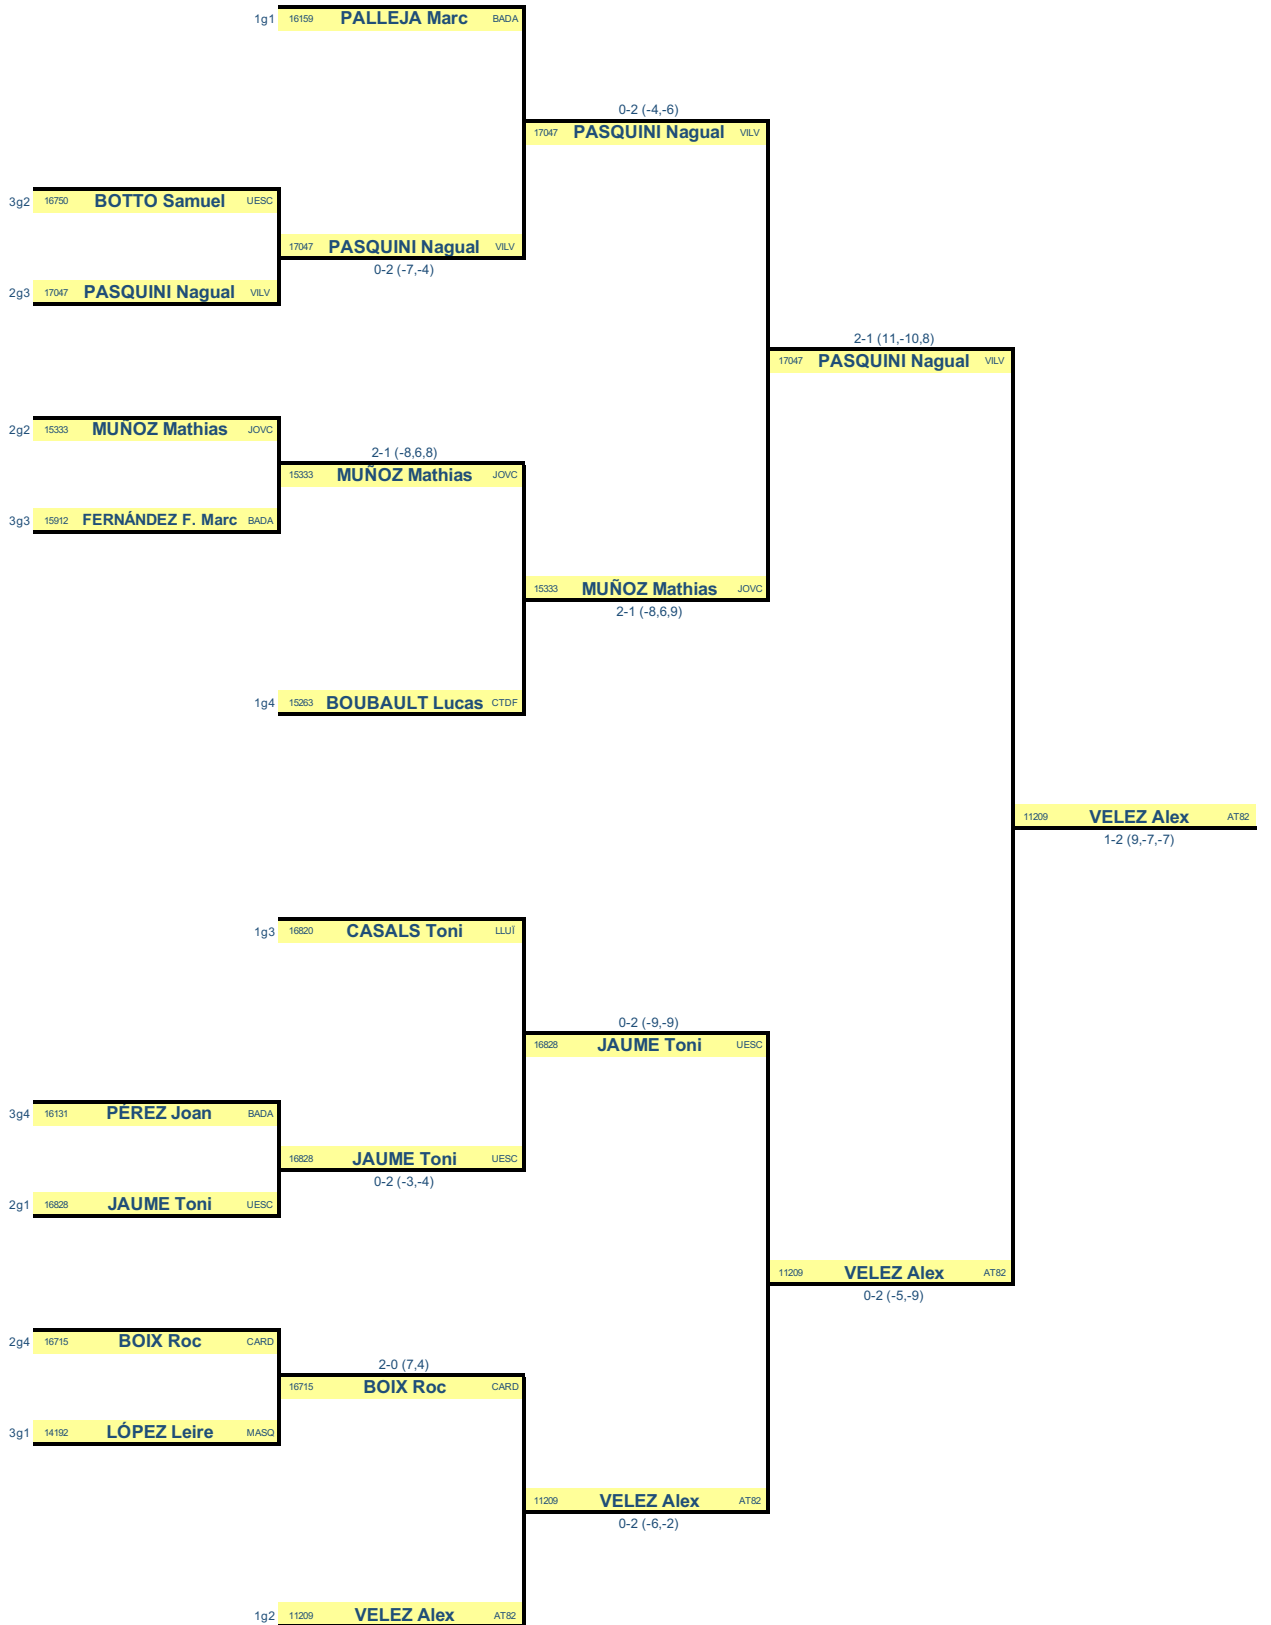 1g1 16159 PALLEJA Marc BADA
0-2 (-4,-6)
17047 PASQUINI Nagual VILV
3g2 16750 BOTTO Samuel UESC
17047 PASQUINI Nagual VILV
0-2 (-7,-4)
2g3 17047 PASQUINI Nagual VILV
2-1 (11,-10,8)
17047 PASQUINI Nagual VILV
2g2 15333 MUÑOZ Mathias JOVC
2-1 (-8,6,8)
15333 MUÑOZ Mathias JOVC
3g3 15912 FERNÁNDEZ F. Marc BADA
15333 MUÑOZ Mathias JOVC
2-1 (-8,6,9)
1g4 15263 BOUBAULT Lucas CTDF
11209 VELEZ Alex AT82
1-2 (9,-7,-7)
1g3 16820 CASALS Toni LLUÏ
0-2 (-9,-9)
16828 JAUME Toni UESC
3g4 16131 PÉREZ Joan BADA
16828 JAUME Toni UESC
0-2 (-3,-4)
2g1 16828 JAUME Toni UESC
11209 VELEZ Alex AT82
0-2 (-5,-9)
2g4 16715 BOIX Roc CARD
2-0 (7,4)
16715 BOIX Roc CARD
3g1 14192 LÓPEZ Leire MASQ
11209 VELEZ Alex AT82
0-2 (-6,-2)
1g2 11209 VELEZ Alex AT82